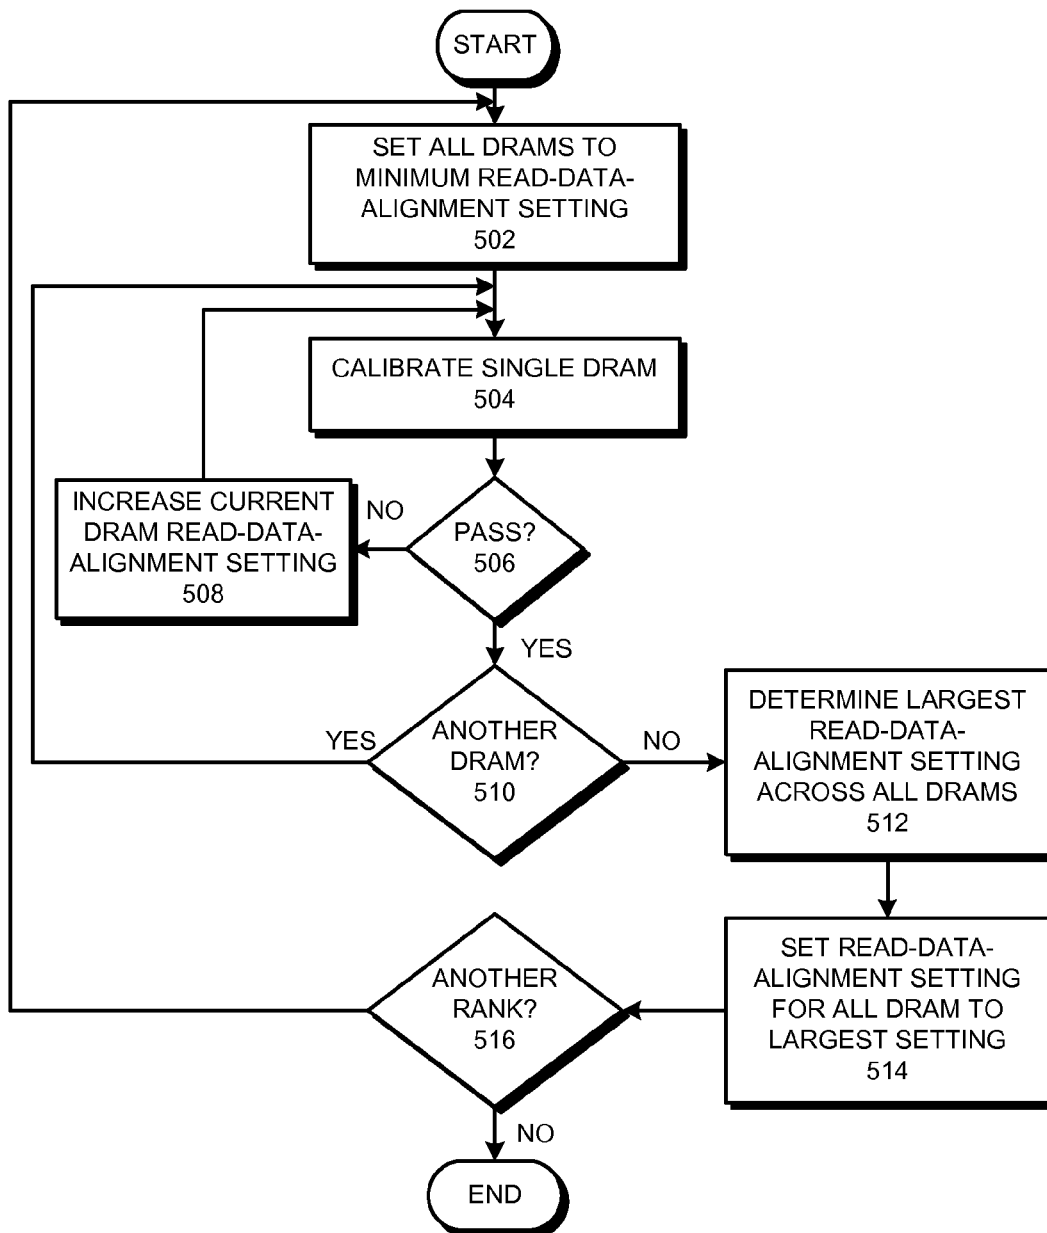 START
SET ALL DRAMS TO
MINIMUM READ-DATA-
ALIGNMENT SETTING
502
CALIBRATE SINGLE DRAM
504
INCREASE CURRENT
DRAM READ-DATA-
ALIGNMENT SETTING
508
NO
PASS?
506
YES
YES
ANOTHER
DRAM?
510
NO
DETERMINE LARGEST
READ-DATA-
ALIGNMENT SETTING
ACROSS ALL DRAMS
512
SET READ-DATA-
ALIGNMENT SETTING
FOR ALL DRAM TO
LARGEST SETTING
514
ANOTHER
RANK?
516
NO
END